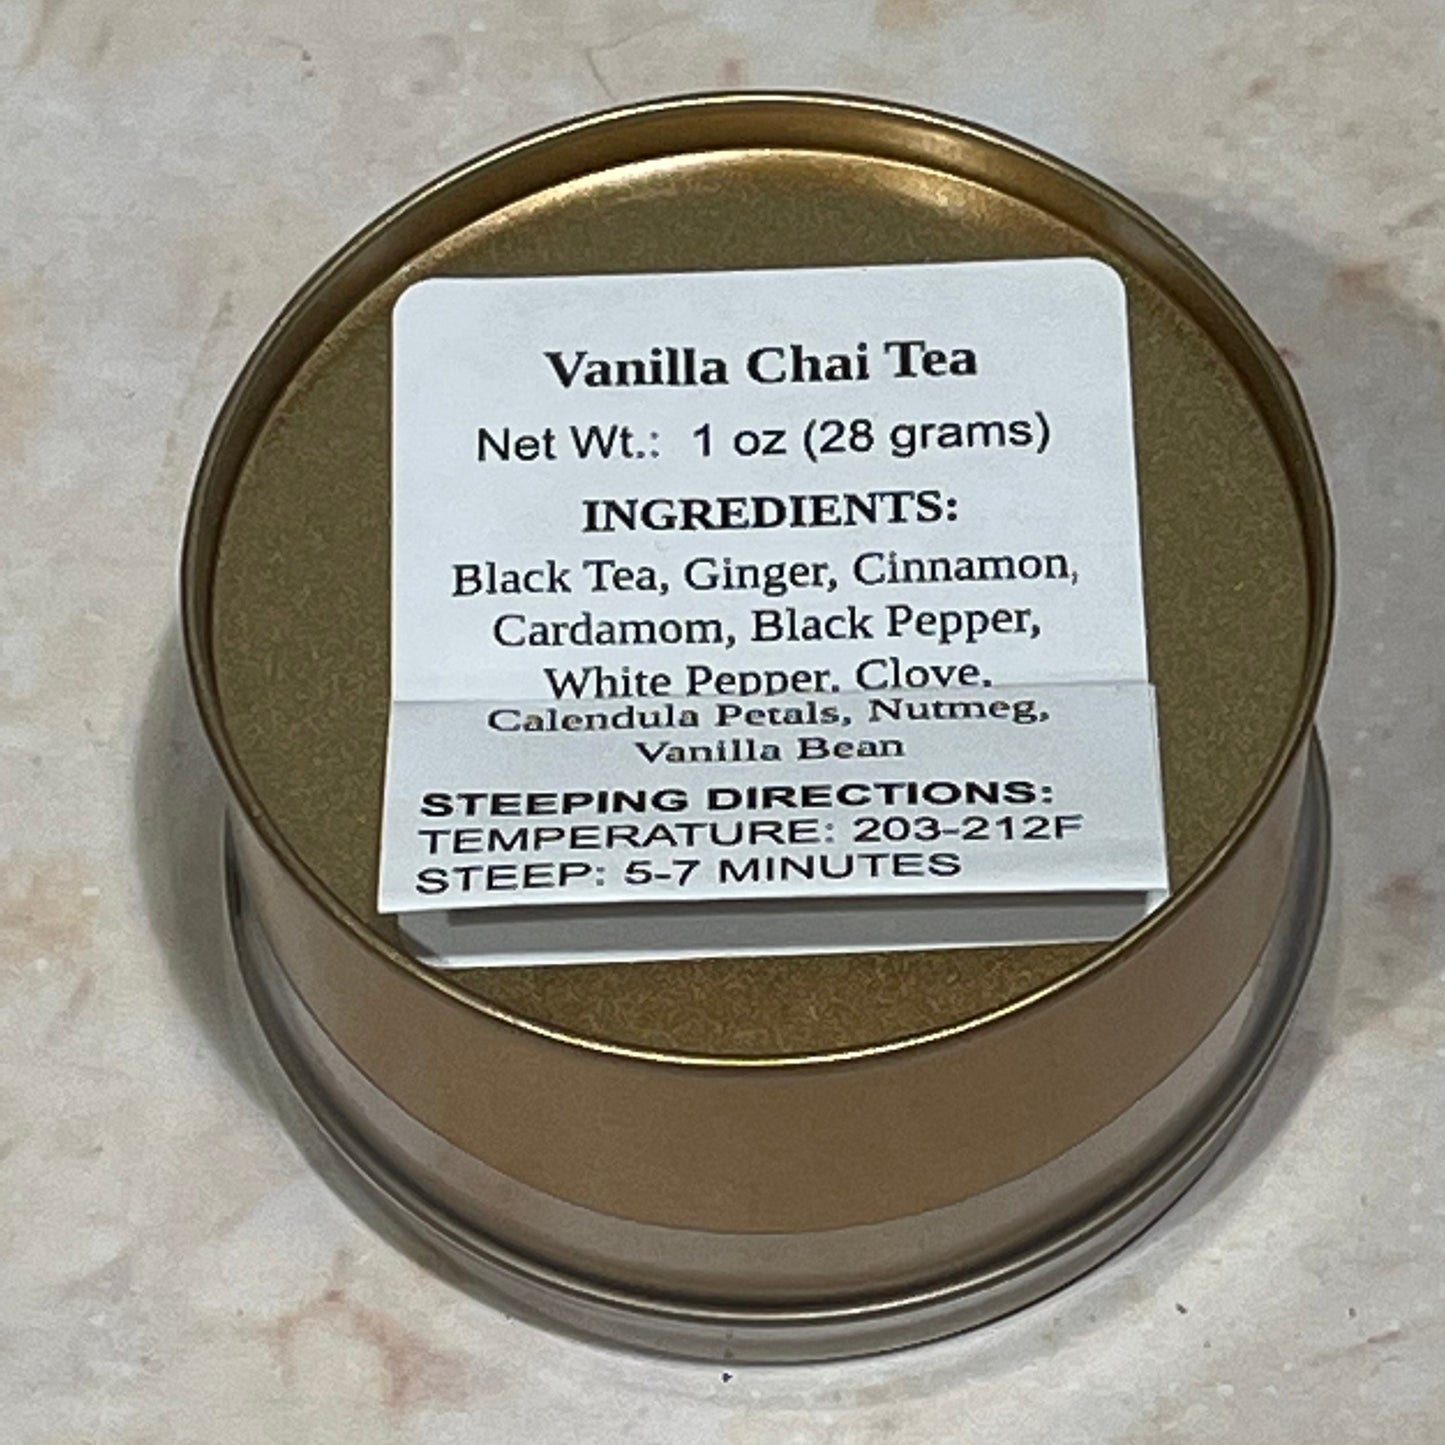 Vanilla Chai Tea
Net Wt.: 1 oz (28 grams)
INGREDIENTS:
Black Tea, Ginger, Cinnamon,
Cardamom, Black Pepper,
White Pepper, Clove,
Calendula Petals, Nutmeg,
Vanilla Bean
STEEPING DIRECTIONS:
TEMPERATURE: 203-212F
STEEP: 5-7 MINUTES